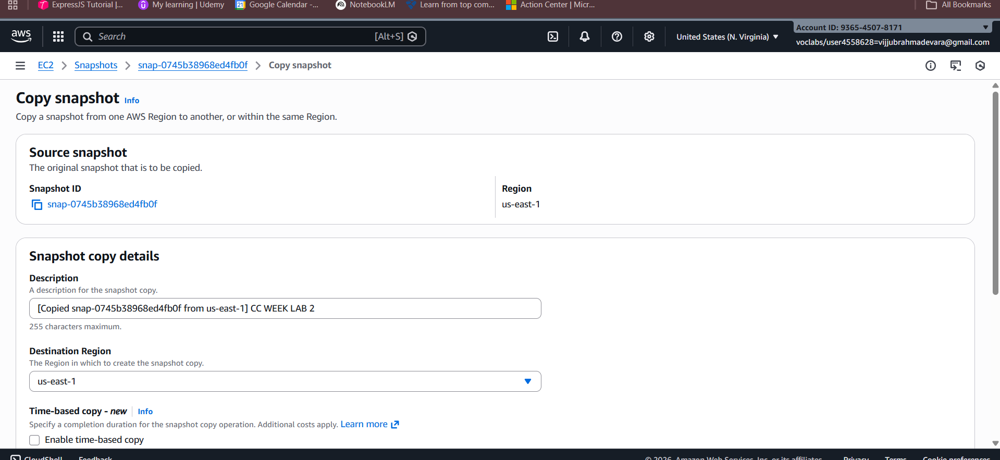 ExpressJS Tutorial |...
My learning | Udemy
21
Google Calendar -...
NotebookLM
Learn from top com...
Action Center | Micr...
All Bookmarks
aws
Search
[Alt+S]
United States (N. Virginia)
Account ID: 9365-4507-8171
voclabs/user4558628=vijjubrahmadevara@gmail.com
EC2
Snapshots
snap-0745b38968ed4fb0f
Copy snapshot
Copy snapshot Info
Copy a snapshot from one AWS Region to another, or within the same Region.
Source snapshot
The original snapshot that is to be copied.
Snapshot ID
snap-0745b38968ed4fb0f
Region
us-east-1
Snapshot copy details
Description
A description for the snapshot copy.
[Copied snap-0745b38968ed4fb0f from us-east-1] CC WEEK LAB 2
255 characters maximum.
Destination Region
The Region in which to create the snapshot copy.
us-east-1
Time-based copy - new Info
Specify a completion duration for the snapshot copy operation. Additional costs apply. Learn more
Enable time-based copy
CloudShell
Feedback
© 2026, Amazon Web Services, Inc. or its affiliates.
Privacy
Terms
Cookie preferences